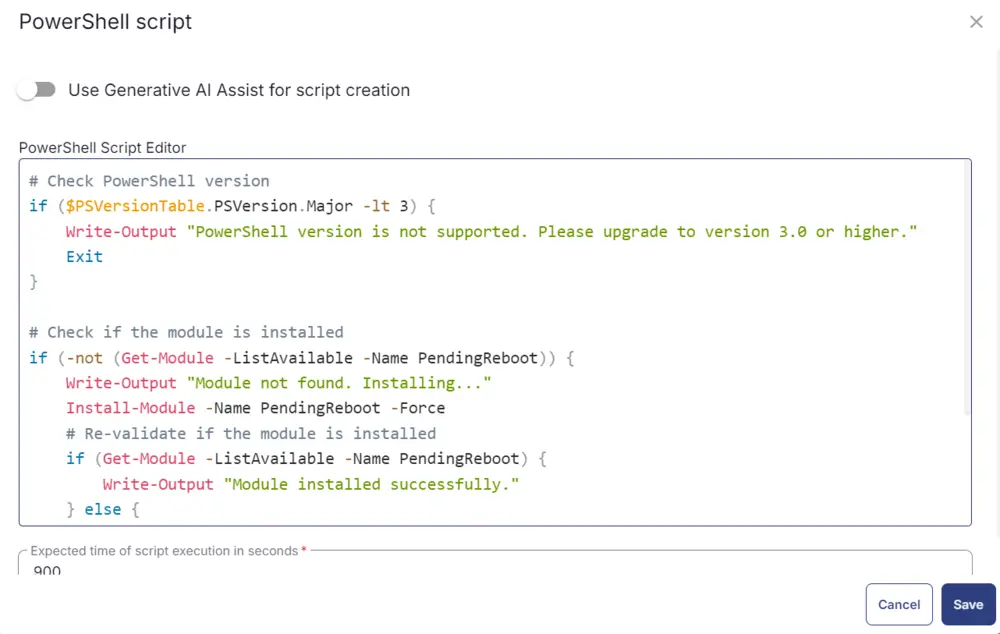 PowerShell script
Use Generative AI Assist for script creation
PowerShell Script Editor
# Check PowerShell version
if ($PSVersionTable.PSVersion.Major -lt 3) {
    Write-Output "PowerShell version is not supported. Please upgrade to version 3.0 or higher."
    Exit
}

# Check if the module is installed
if (-not (Get-Module -ListAvailable -Name PendingReboot)) {
    Write-Output "Module not found. Installing..."
    Install-Module -Name PendingReboot -Force
    # Re-validate if the module is installed
    if (Get-Module -ListAvailable -Name PendingReboot) {
        Write-Output "Module installed successfully."
    } else {
Expected time of script execution in seconds *
900
Cancel
Save